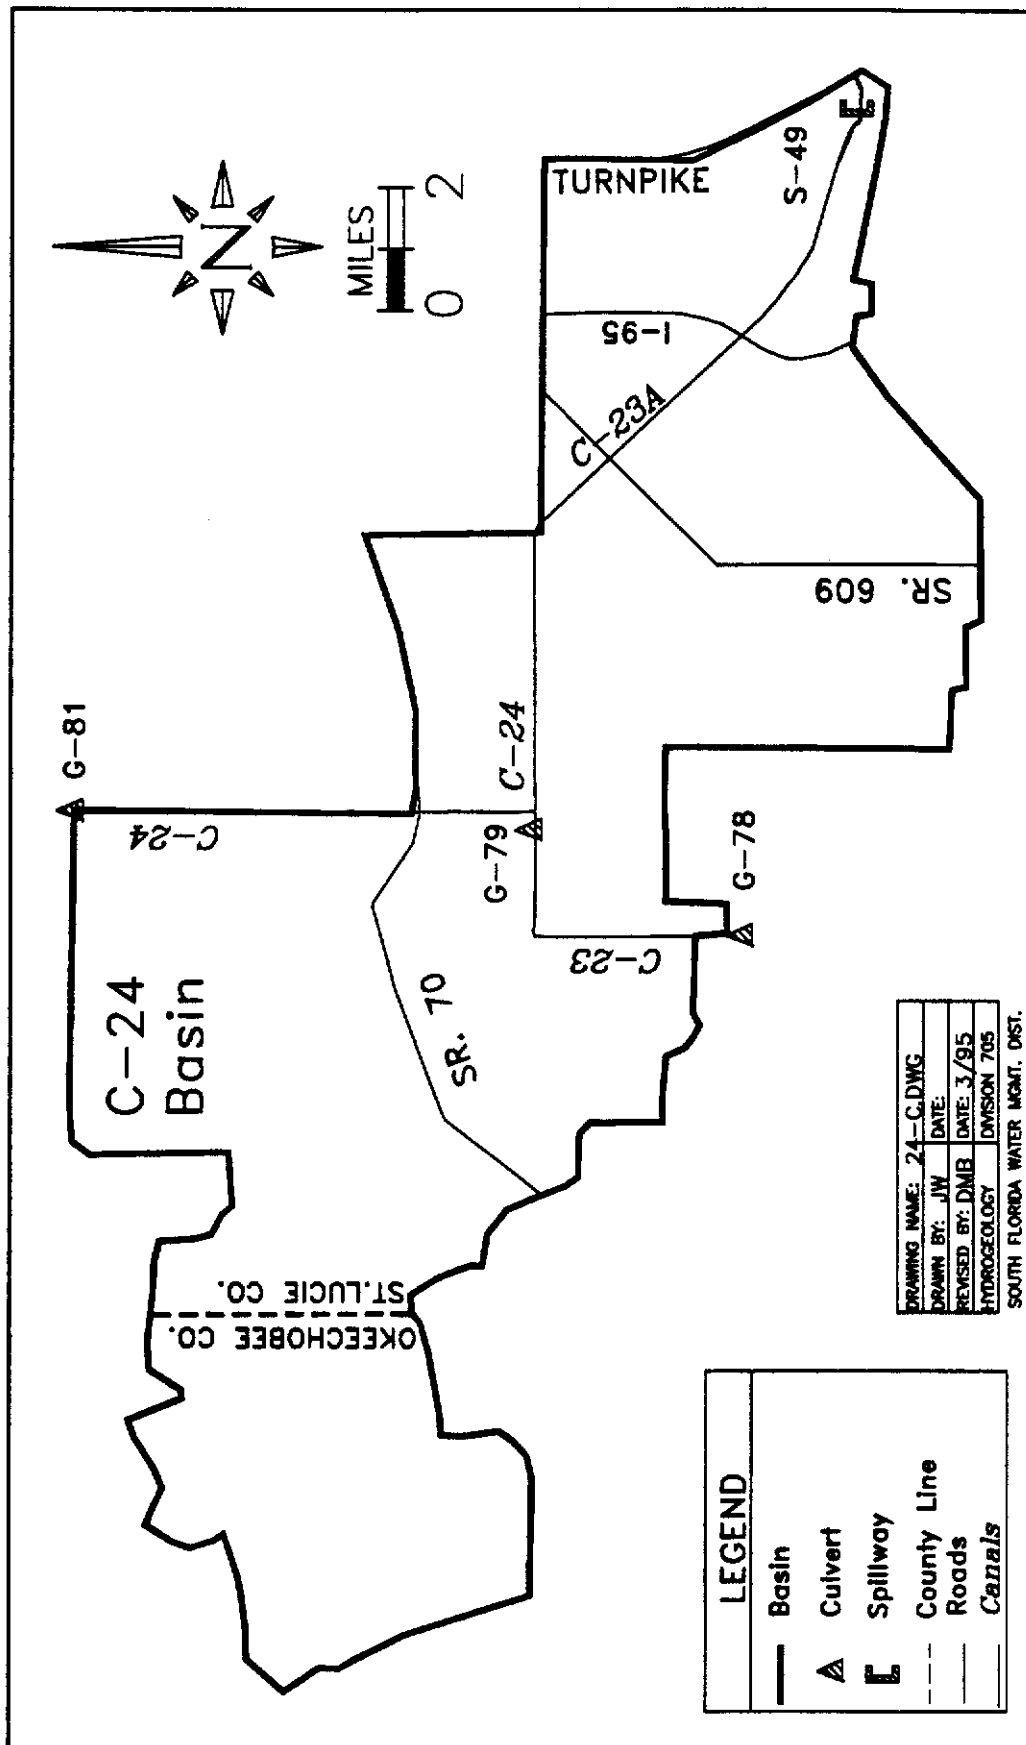 C-24
Basin
G-81
C-24
C-24
G-79
G-78
C-23
SR. 70
ST.LUCIE CO.
OKEECHOBEE CO.
N
MILES
0 2
TURNPIKE
S-49
I-95
C-23A
SR. 609
LEGEND
Basin
Culvert
Spillway
County Line
Roads
Canals
DRAWING NAME: 24-C.DWG
DRAWN BY: JW DATE:
REVISED BY: DMB DATE: 3/95
HYDROGEOLOGY DIVISION 705
SOUTH FLORIDA WATER MGMT. DIST.